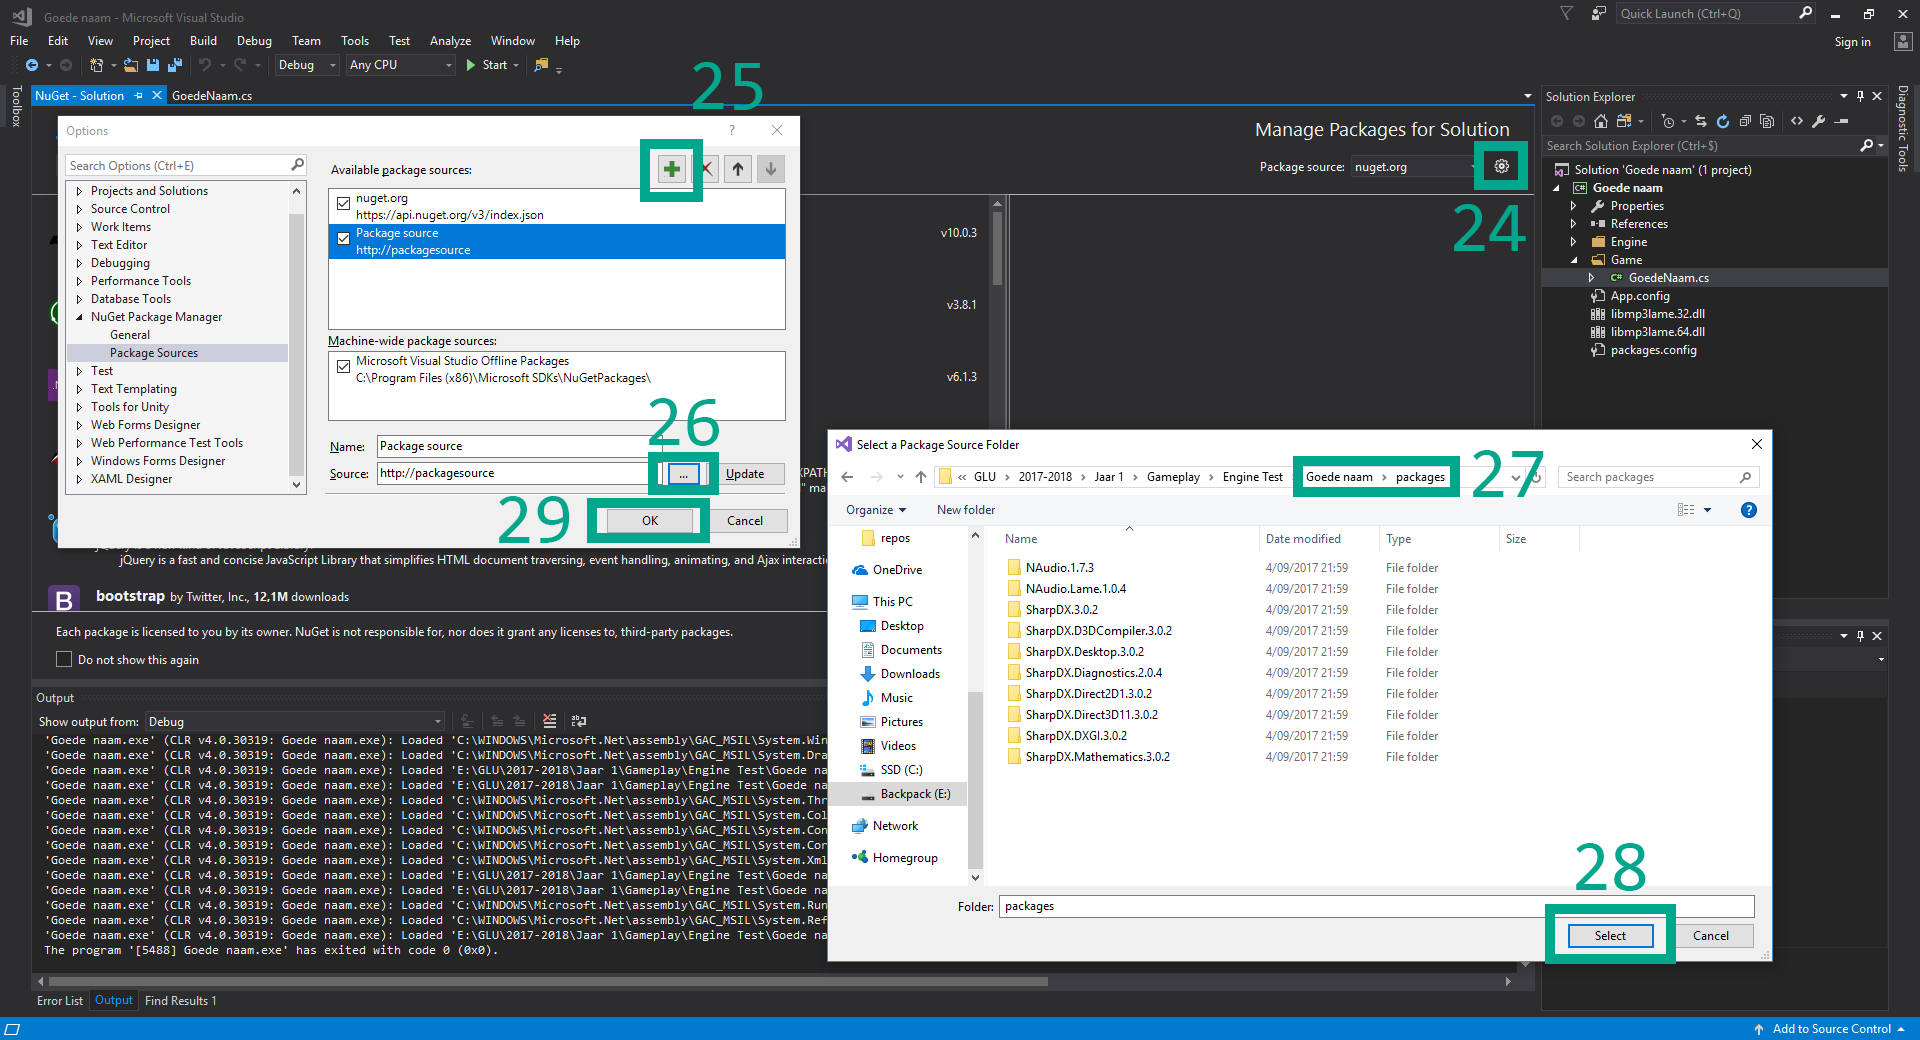 Goede naam - Microsoft Visual Studio
Quick Launch (Ctrl+Q)
File Edit View Project Build Debug Team Tools Test Analyze Window Help
Sign in
Debug Any CPU Start
25
Toolbox
NuGet - Solution GoedeNaam.cs
Options
?
Search Options (Ctrl+E)
Projects and Solutions
Source Control
Work Items
Text Editor
Debugging
Performance Tools
Database Tools
NuGet Package Manager
General
Package Sources
Test
Text Templating
Tools for Unity
Web Forms Designer
Web Performance Test Tools
Windows Forms Designer
XAML Designer
Available package sources:
nuget.org
https://api.nuget.org/v3/index.json
Package source
http://packagesource
Machine-wide package sources:
Microsoft Visual Studio Offline Packages
C:\Program Files (x86)\Microsoft SDKs\NuGetPackages\
26
Name: Package source
Source: http://packagesource ... Update
29
OK Cancel
Manage Packages for Solution
Package source: nuget.org
24
v10.0.3
v3.8.1
v6.1.3
jQuery is a fast and concise JavaScript Library that simplifies HTML document traversing, event handling, animating, and Ajax interactio
B
bootstrap by Twitter, Inc., 12,1M downloads
Each package is licensed to you by its owner. NuGet is not responsible, nor does it grant any licenses to, third-party packages.
Do not show this again
Output
Show output from: Debug
'Goede naam.exe' (CLR v4.0.30319: Goede naam.exe): Loaded 'C:\WINDOWS\Microsoft.Net\assembly\GAC_MSIL\System.Win
'Goede naam.exe' (CLR v4.0.30319: Goede naam.exe): Loaded 'C:\WINDOWS\Microsoft.Net\assembly\GAC_MSIL\System.Dra
'Goede naam.exe' (CLR v4.0.30319: Goede naam.exe): Loaded 'E:\GLU\2017-2018\Jaar 1\Gameplay\Engine Test\Goede na
'Goede naam.exe' (CLR v4.0.30319: Goede naam.exe): Loaded 'E:\GLU\2017-2018\Jaar 1\Gameplay\Engine Test\Goede na
'Goede naam.exe' (CLR v4.0.30319: Goede naam.exe): Loaded 'C:\WINDOWS\Microsoft.Net\assembly\GAC_MSIL\System.Thr
'Goede naam.exe' (CLR v4.0.30319: Goede naam.exe): Loaded 'C:\WINDOWS\Microsoft.Net\assembly\GAC_MSIL\System.Col
'Goede naam.exe' (CLR v4.0.30319: Goede naam.exe): Loaded 'C:\WINDOWS\Microsoft.Net\assembly\GAC_MSIL\System.Con
'Goede naam.exe' (CLR v4.0.30319: Goede naam.exe): Loaded 'C:\WINDOWS\Microsoft.Net\assembly\GAC_MSIL\System.Cor
'Goede naam.exe' (CLR v4.0.30319: Goede naam.exe): Loaded 'C:\WINDOWS\Microsoft.Net\assembly\GAC_MSIL\System.Xml
'Goede naam.exe' (CLR v4.0.30319: Goede naam.exe): Loaded 'E:\GLU\2017-2018\Jaar 1\Gameplay\Engine Test\Goede na
'Goede naam.exe' (CLR v4.0.30319: Goede naam.exe): Loaded 'E:\GLU\2017-2018\Jaar 1\Gameplay\Engine Test\Goede na
'Goede naam.exe' (CLR v4.0.30319: Goede naam.exe): Loaded 'C:\WINDOWS\Microsoft.Net\assembly\GAC_MSIL\System.Run
'Goede naam.exe' (CLR v4.0.30319: Goede naam.exe): Loaded 'C:\WINDOWS\Microsoft.Net\assembly\GAC_MSIL\System.Ref
'Goede naam.exe' (CLR v4.0.30319: Goede naam.exe): Loaded 'E:\GLU\2017-2018\Jaar 1\Gameplay\Engine Test\Goede na
The program '[5488] Goede naam.exe' has exited with code 0 (0x0).
Error List Output Find Results 1
Solution Explorer
Search Solution Explorer (Ctrl+$)
Solution 'Goede naam' (1 project)
Goede naam
Properties
References
Engine
Game
GoedeNaam.cs
App.config
libmp3lame.32.dll
libmp3lame.64.dll
packages.config
Diagnostic Tools
Select a Package Source Folder
« GLU 2017-2018 Jaar 1 Gameplay Engine Test Goede naam packages
27
Search packages
Organize New folder
?
repos
OneDrive
This PC
Desktop
Documents
Downloads
Music
Pictures
Videos
SSD (C:)
Backpack (E:)
Network
Homegroup
Name Date modified Type Size
NAudio.1.7.3 4/09/2017 21:59 File folder
NAudio.Lame.1.0.4 4/09/2017 21:59 File folder
SharpDX.3.0.2 4/09/2017 21:59 File folder
SharpDX.D3DCompiler.3.0.2 4/09/2017 21:59 File folder
SharpDX.Desktop.3.0.2 4/09/2017 21:59 File folder
SharpDX.Diagnostics.2.0.4 4/09/2017 21:59 File folder
SharpDX.Direct2D1.3.0.2 4/09/2017 21:59 File folder
SharpDX.Direct3D11.3.0.2 4/09/2017 21:59 File folder
SharpDX.DXGI.3.0.2 4/09/2017 21:59 File folder
SharpDX.Mathematics.3.0.2 4/09/2017 21:59 File folder
28
Folder: packages
Select Cancel
Add to Source Control